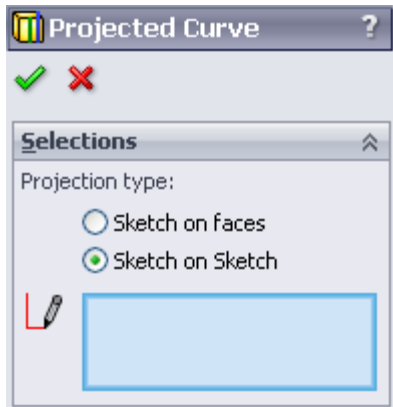 Projected Curve ?
Selections
Projection type:
Sketch on faces
Sketch on Sketch